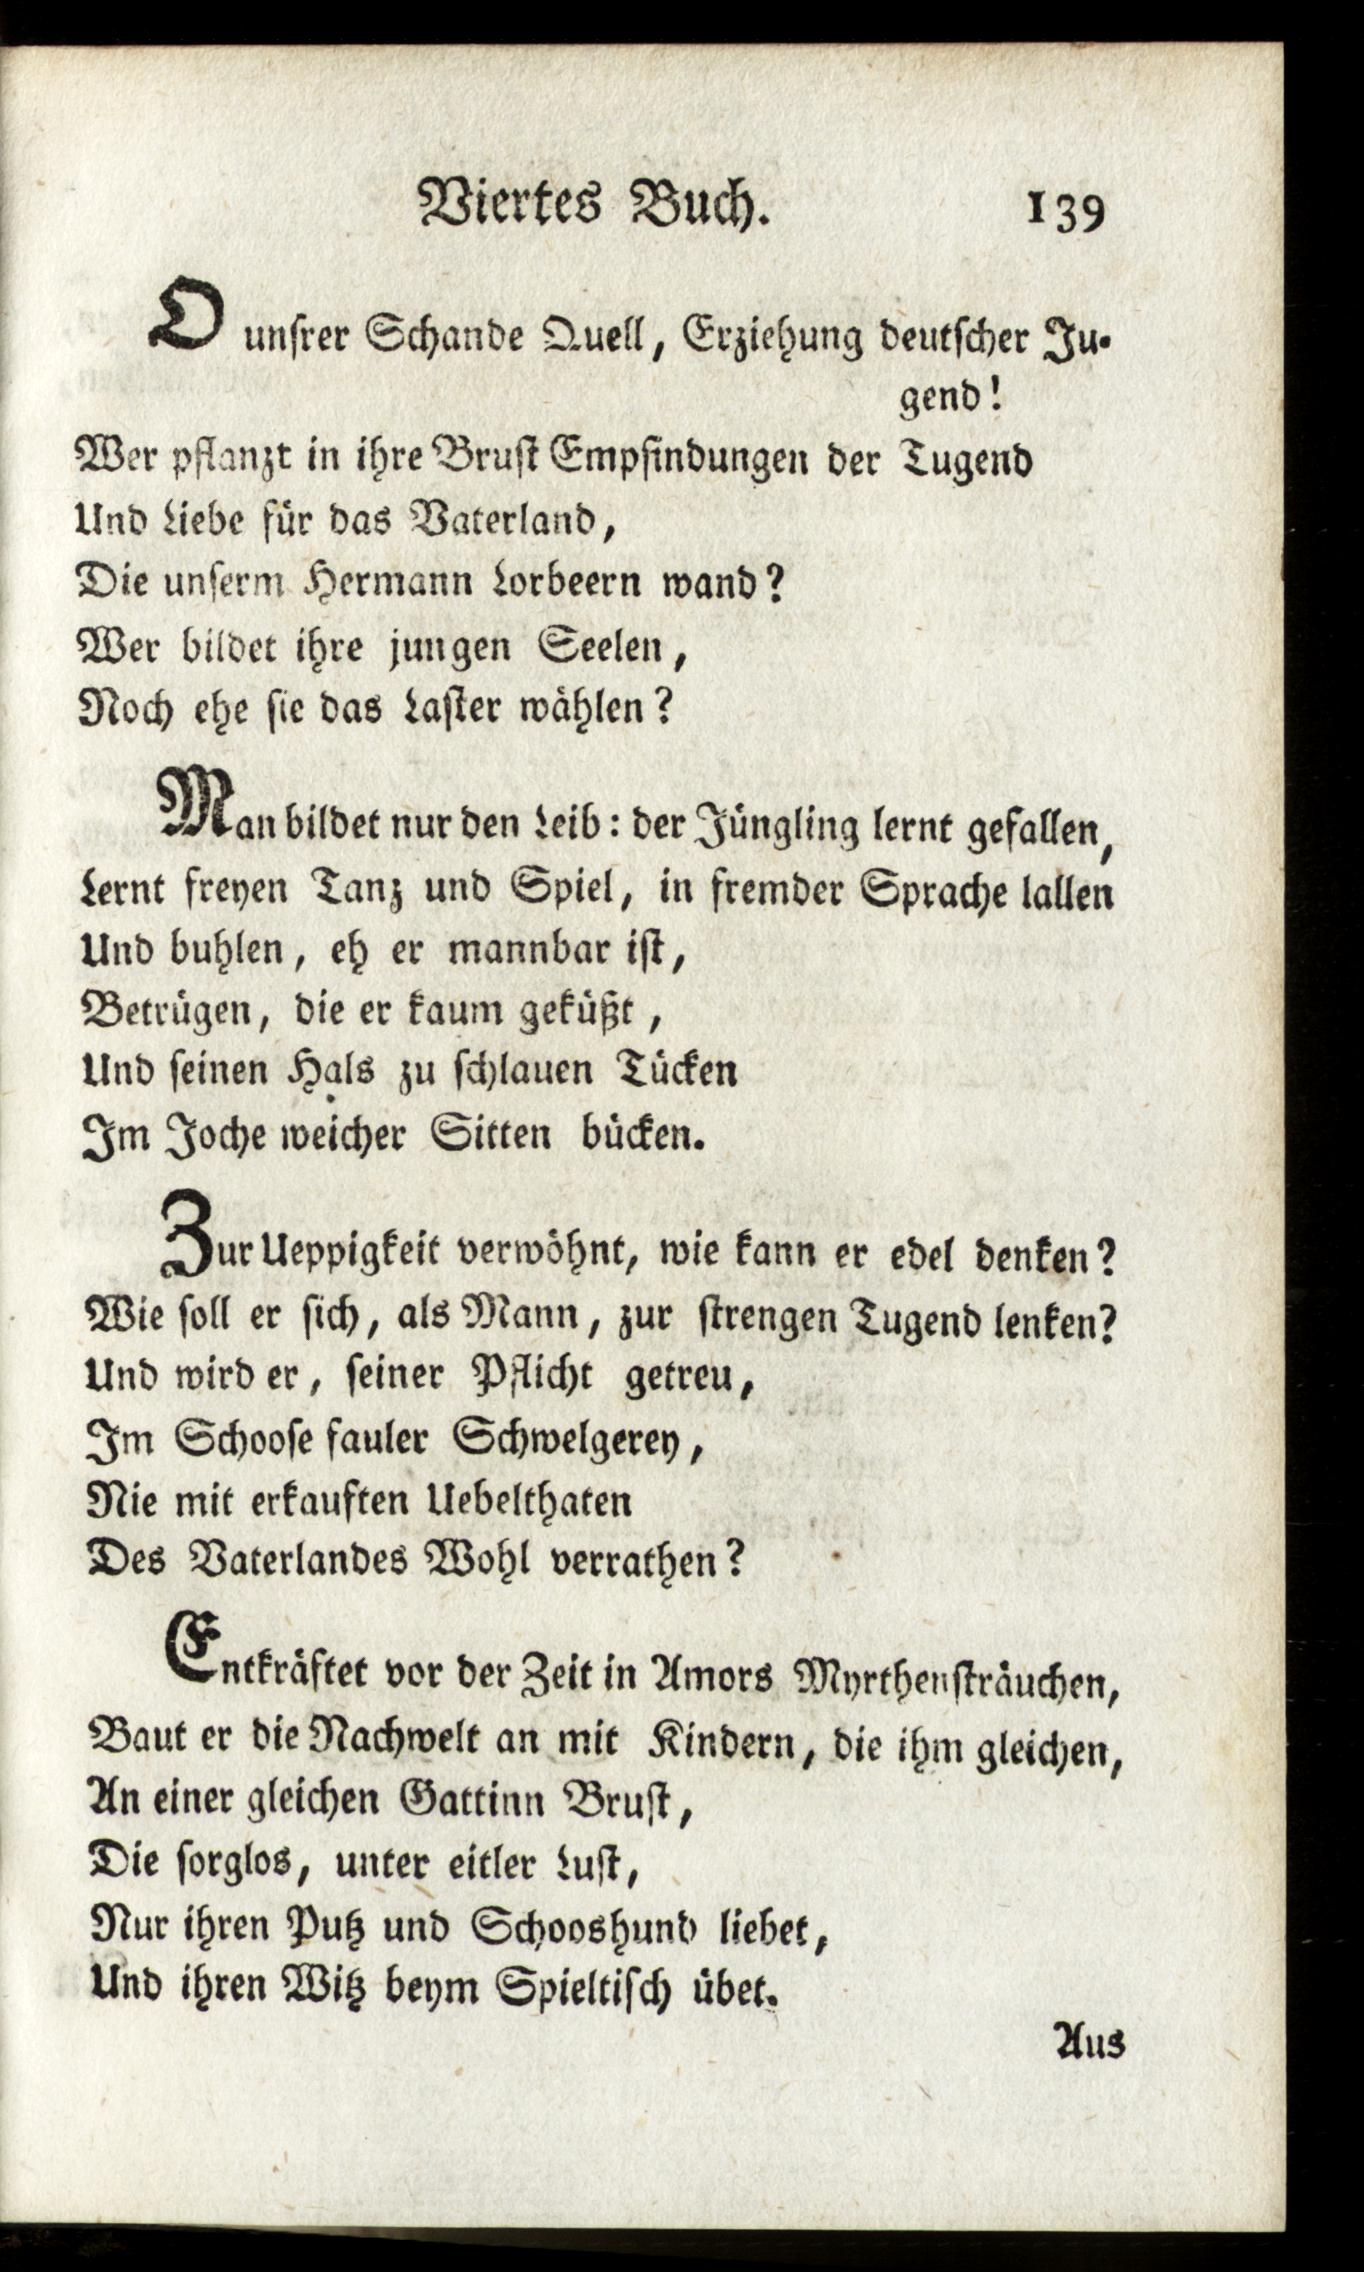 Viertes Buch. 139
O unsrer Schande Quell, Erziehung deutscher Ju-
gend!
Wer pflanzt in ihre Brust Empfindungen der Tugend
Und Liebe für das Vaterland,
Die unserm Hermann Lorbeern wand?
Wer bildet ihre jungen Seelen,
Noch ehe sie das Laster wählen?
Man bildet nur den Leib: der Jüngling lernt gefallen,
Lernt freyen Tanz und Spiel, in fremder Sprache lallen
Und buhlen, eh er mannbar ist,
Betrügen, die er kaum geküßt,
Und seinen Hals zu schlauen Tücken
Im Joche weicher Sitten bücken.
Zur Ueppigkeit verwöhnt, wie kann er edel denken?
Wie soll er sich, als Mann, zur strengen Tugend lenken?
Und wird er, seiner Pflicht getreu,
Im Schoose fauler Schwelgerey,
Nie mit erkauften Uebelthaten
Des Vaterlandes Wohl verrathen?
Entkräftet vor der Zeit in Amors Myrthensträuchen,
Baut er die Nachwelt an mit Kindern, die ihm gleichen,
An einer gleichen Gattinn Brust,
Die sorglos, unter eitler Lust,
Nur ihren Putz und Schooshund liebet,
Und ihren Witz beym Spieltisch übet.
Aus